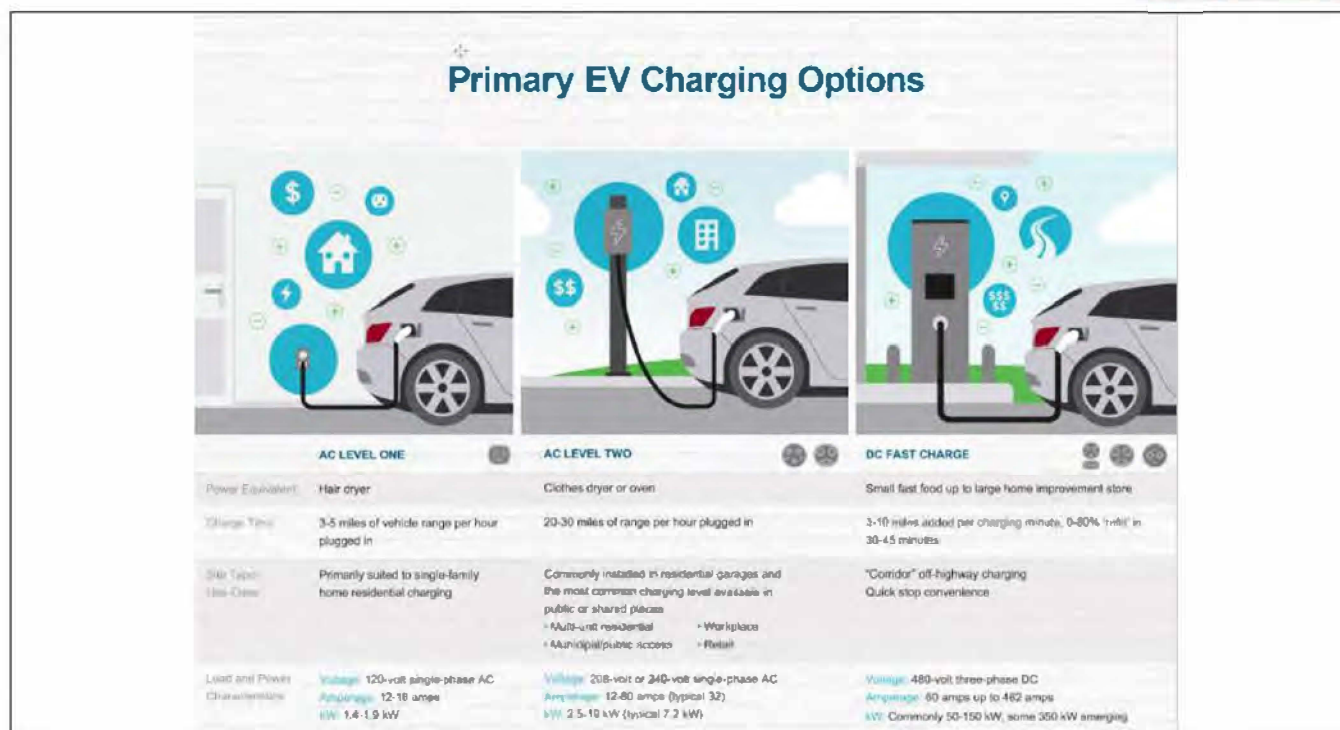 Primary EV Charging Options
$
$$
$$$
$$
AC LEVEL ONE
AC LEVEL TWO
DC FAST CHARGE
Power Equivalent
Hair dryer
Clothes dryer or oven
Small fast food up to large home improvement store
Charge Time
3-5 miles of vehicle range per hour
plugged in
20-30 miles of range per hour plugged in
3-10 miles added per charging minute, 0-80% "refill" in
30-45 minutes
Primarily suited to single-family
home residential charging
Commonly installed in residential garages and
the most common charging level available in
public or shared places
• Multi-unit residential
• Workplace
• Municipal/public access
• Retail
"Corridor" off-highway charging
Quick stop convenience
Load and Power
Characteristics
Voltage: 120-volt single-phase AC
Amperage: 12-16 amps
kW: 1.4-1.9 kW
Voltage: 208-volt or 240-volt single-phase AC
Amperage: 12-80 amps (typical 32)
kW: 2.5-19 kW (typical 7.2 kW)
Voltage: 480-volt three-phase DC
Amperage: 60 amps up to 462 amps
kW: Commonly 50-150 kW, some 350 kW emerging